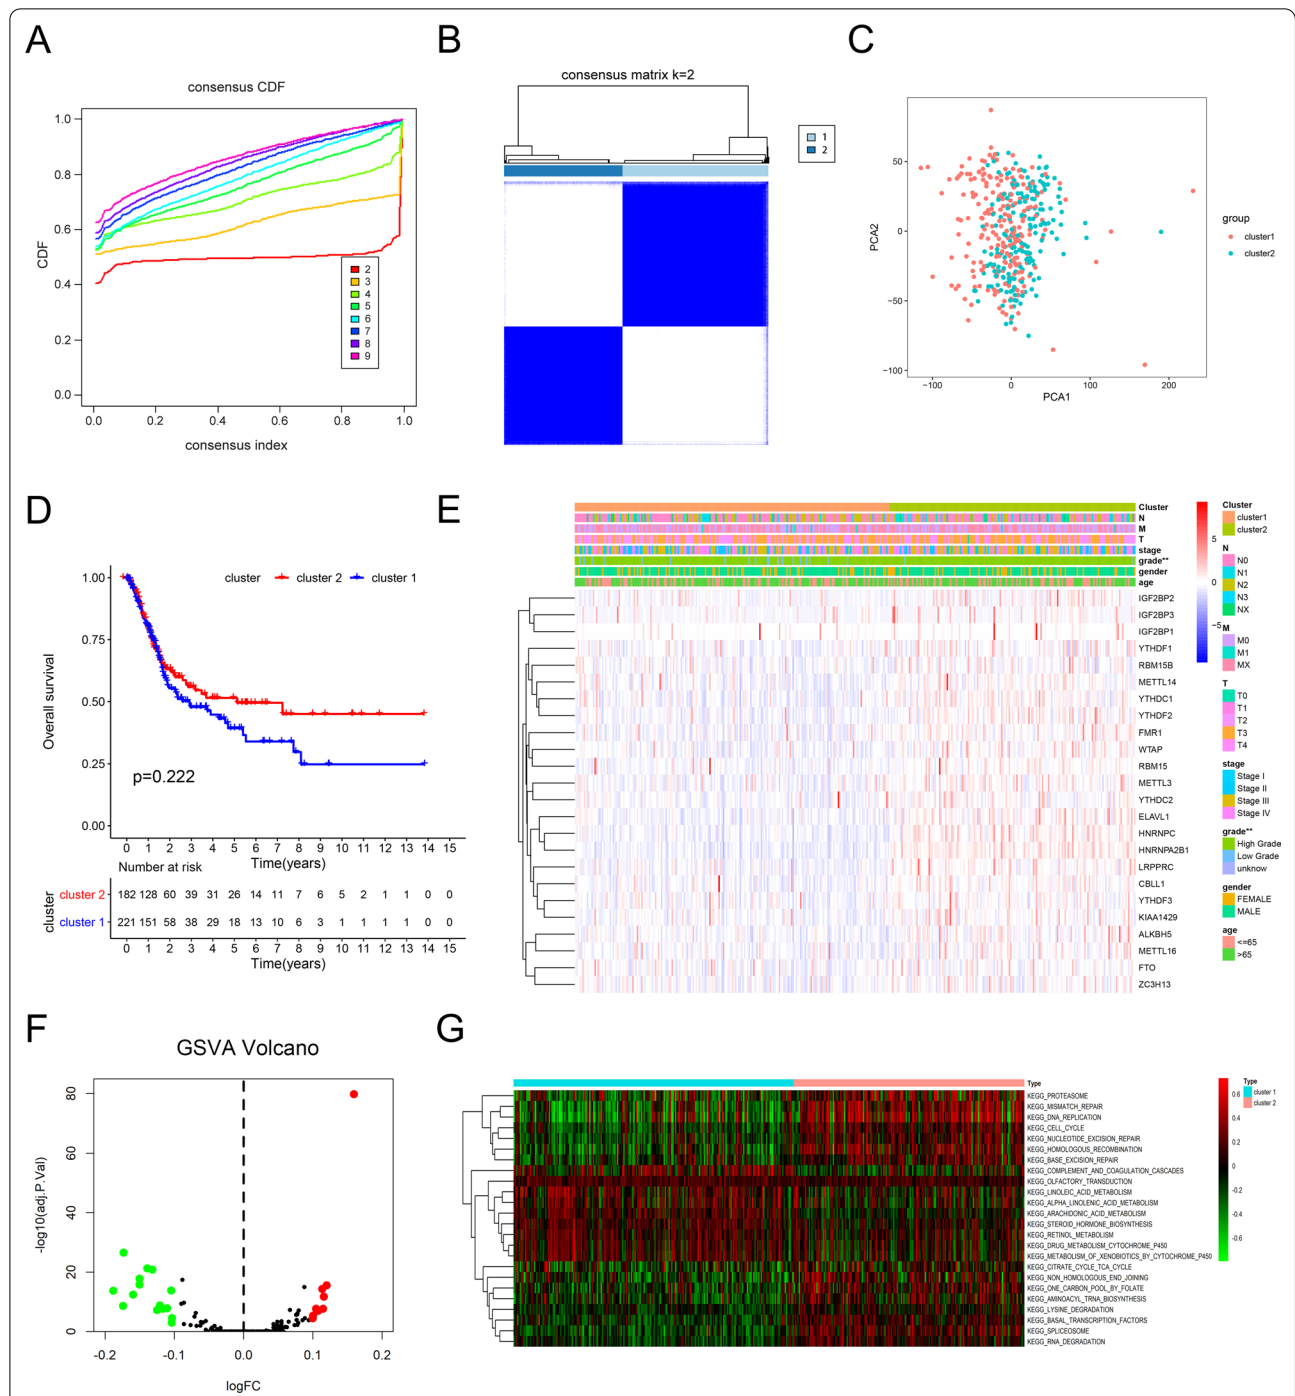 A
consensus CDF
CDF
1.0
0.8
0.6
0.4
0.2
0.0
2
3
4
5
6
7
8
9
0.0 0.2 0.4 0.6 0.8 1.0
consensus index
B
consensus matrix k=2
1
2
C
PCA2
50
0
−50
−100
−100 0 100 200
PCA1
group
cluster1
cluster2
D
cluster cluster 2 cluster 1
Overall survival
1.00
0.75
0.50
0.25
0.00
p=0.222
0 1 2 3 4 5 6 7 8 9 10 11 12 13 14 15
Time(years)
Number at risk
cluster
cluster 2 182 128 60 39 31 26 14 11 7 6 5 2 1 1 0 0
cluster 1 221 151 58 38 29 18 13 10 6 3 1 1 1 1 0 0
0 1 2 3 4 5 6 7 8 9 10 11 12 13 14 15
Time(years)
E
Cluster
N
M
T
stage
grade**
gender
age
IGF2BP2
IGF2BP3
IGF2BP1
YTHDF1
RBM15B
METTL14
YTHDC1
YTHDF2
FMR1
WTAP
RBM15
METTL3
YTHDC2
ELAVL1
HNRNPC
HNRNPA2B1
LRPPRC
CBLL1
YTHDF3
KIAA1429
ALKBH5
METTL16
FTO
ZC3H13
5
0
−5
Cluster
cluster1
cluster2
N
N0
N1
N2
N3
NX
M
M0
M1
MX
T
T0
T1
T2
T3
T4
stage
Stage I
Stage II
Stage III
Stage IV
grade**
High Grade
Low Grade
unknow
gender
FEMALE
MALE
age
<=65
>65
F
GSVA Volcano
-log10(adj.P.Val)
80
60
40
20
0
-0.2 -0.1 0.0 0.1 0.2
logFC
G
Type
KEGG_PROTEASOME
KEGG_MISMATCH_REPAIR
KEGG_DNA_REPLICATION
KEGG_CELL_CYCLE
KEGG_NUCLEOTIDE_EXCISION_REPAIR
KEGG_HOMOLOGOUS_RECOMBINATION
KEGG_BASE_EXCISION_REPAIR
KEGG_COMPLEMENT_AND_COAGULATION_CASCADES
KEGG_OLFACTORY_TRANSDUCTION
KEGG_LINOLEIC_ACID_METABOLISM
KEGG_ALPHA_LINOLENIC_ACID_METABOLISM
KEGG_ARACHIDONIC_ACID_METABOLISM
KEGG_STEROID_HORMONE_BIOSYNTHESIS
KEGG_RETINOL_METABOLISM
KEGG_DRUG_METABOLISM_CYTOCHROME_P450
KEGG_METABOLISM_OF_XENOBIOTICS_BY_CYTOCHROME_P450
KEGG_CITRATE_CYCLE_TCA_CYCLE
KEGG_NON_HOMOLOGOUS_END_JOINING
KEGG_ONE_CARBON_POOL_BY_FOLATE
KEGG_AMINOACYL_TRNA_BIOSYNTHESIS
KEGG_LYSINE_DEGRADATION
KEGG_BASAL_TRANSCRIPTION_FACTORS
KEGG_SPLICEOSOME
KEGG_RNA_DEGRADATION
0.6
0.4
0.2
0
-0.2
-0.4
-0.6
Type
cluster 1
cluster 2